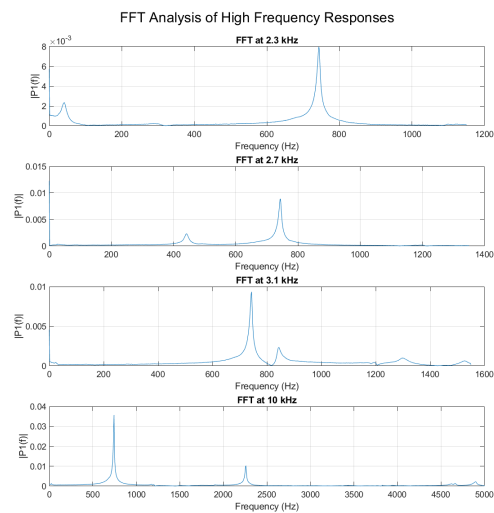 FFT Analysis of High Frequency Responses
FFT at 2.3 kHz
×10⁻³
8
6
4
2
0
|P1(f)|
0 200 400 600 800 1000 1200
Frequency (Hz)
FFT at 2.7 kHz
0.015
0.01
0.005
0
|P1(f)|
0 200 400 600 800 1000 1200 1400
Frequency (Hz)
FFT at 3.1 kHz
0.01
0.005
0
|P1(f)|
0 200 400 600 800 1000 1200 1400 1600
Frequency (Hz)
FFT at 10 kHz
0.04
0.03
0.02
0.01
0
|P1(f)|
0 500 1000 1500 2000 2500 3000 3500 4000 4500 5000
Frequency (Hz)